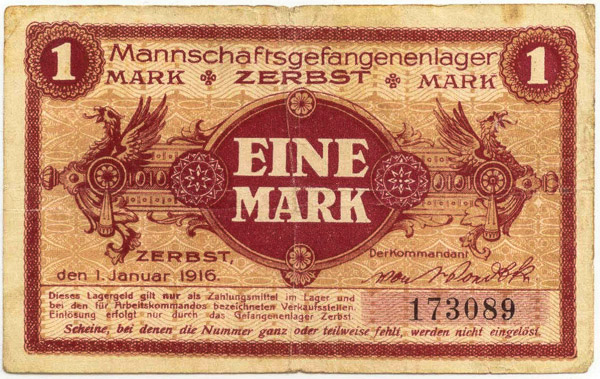 1 Mannschaftsgefangenenlager 1
MARK ZERBST MARK
EINE
MARK
ZERBST, Der Kommandant
den 1. Januar 1916.
Dieses Lagergeld gilt nur als Zahlungsmittel im Lager und
bei den für Arbeitskommandos bezeichneten Verkaufsstellen.
Einlösung erfolgt nur durch das Gefangenenlager Zerbst.
173089
Scheine, bei denen die Nummer ganz oder teilweise fehlt, werden nicht eingelöst.